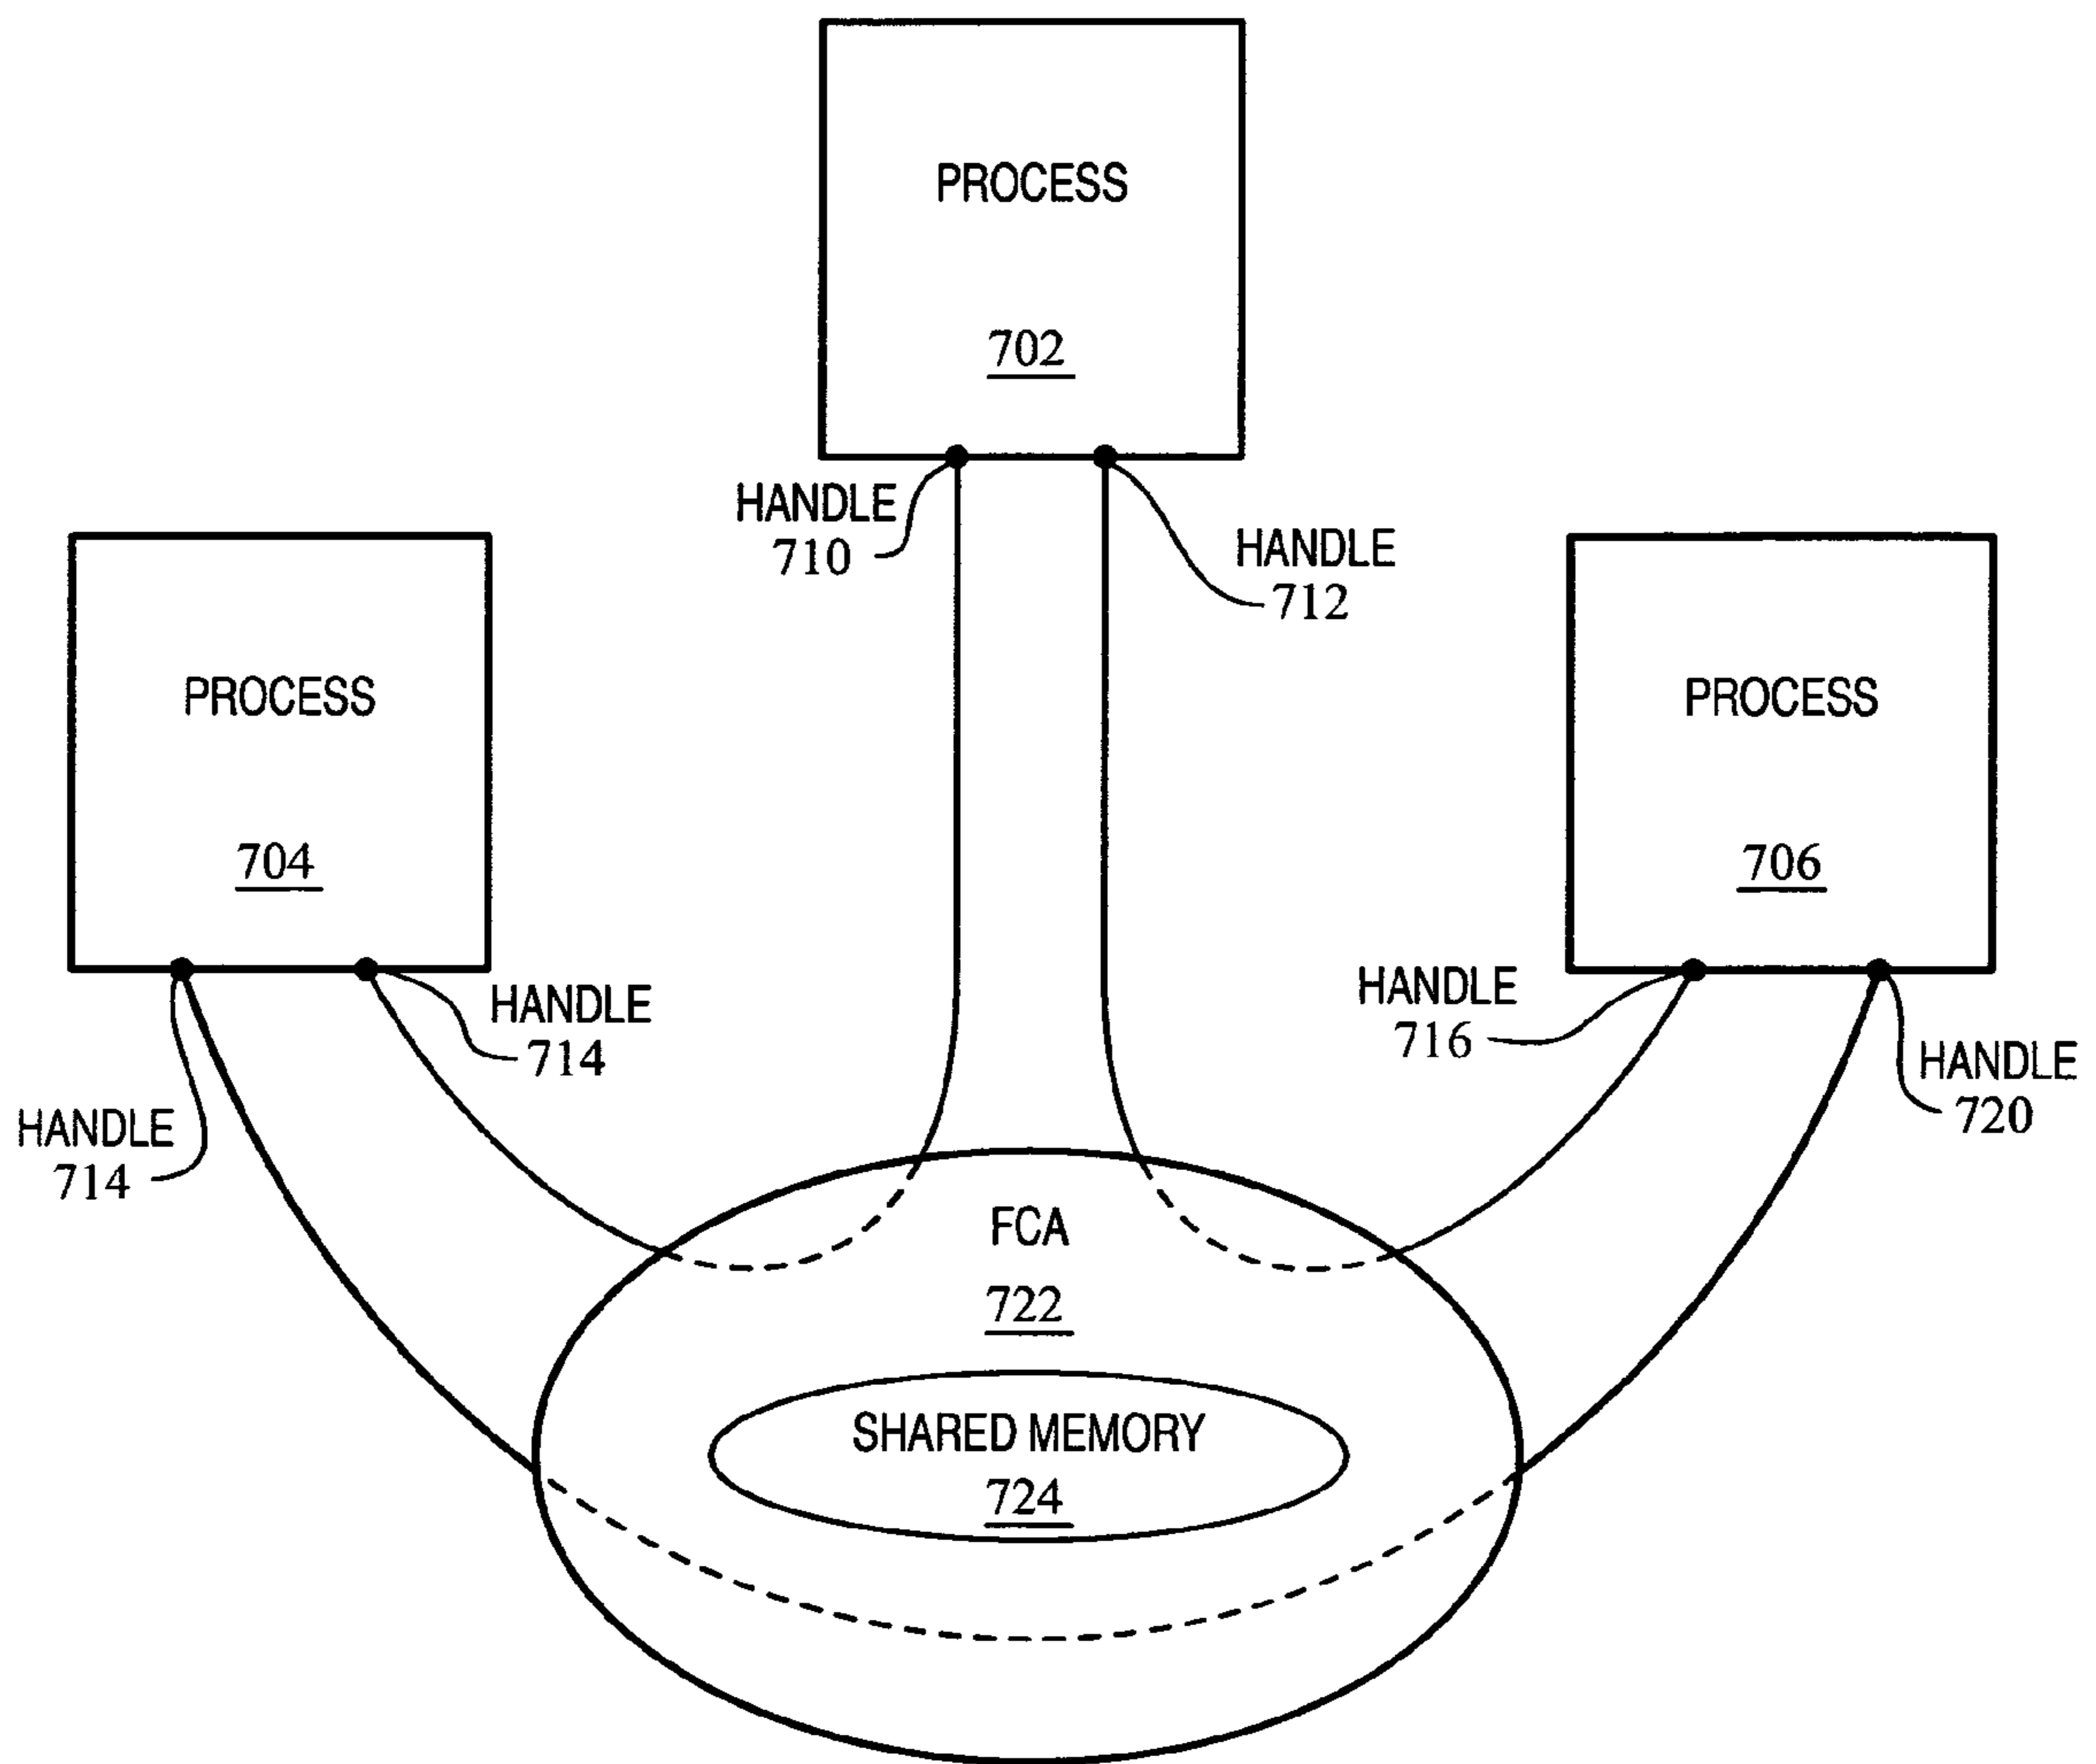 PROCESS
702
HANDLE
710
HANDLE
712
PROCESS
704
PROCESS
706
HANDLE
714
HANDLE
714
HANDLE
716
HANDLE
720
FCA
722
SHARED MEMORY
724